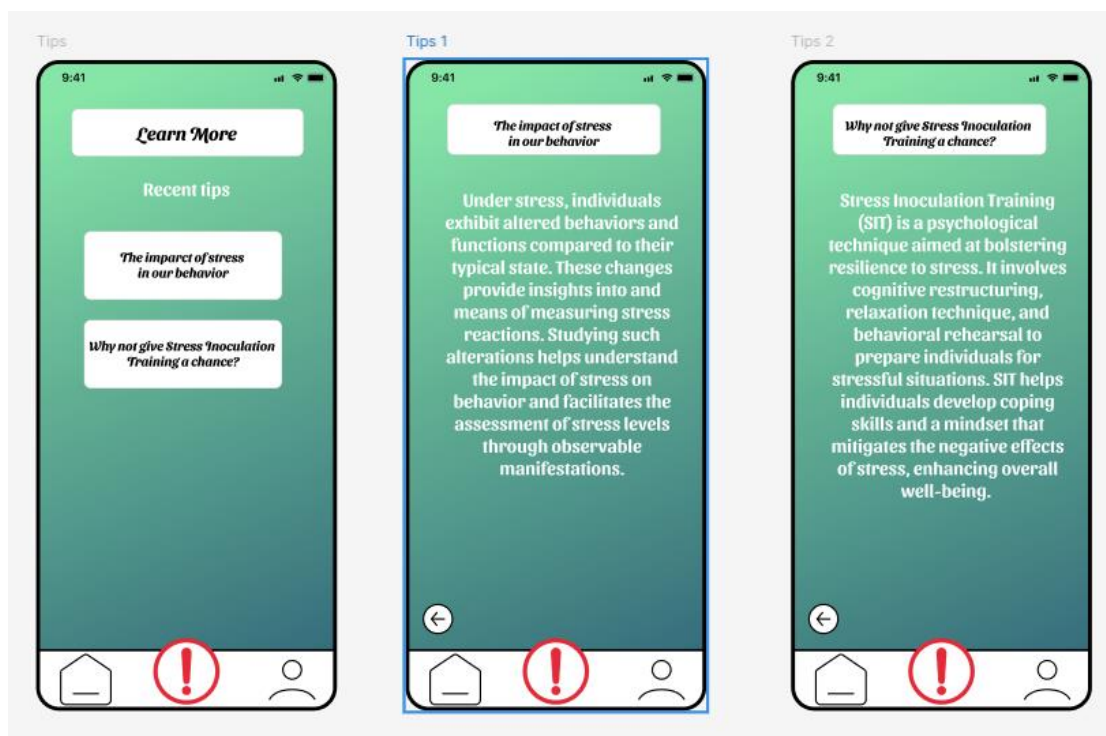 Tips
9:41
Learn More
Recent tips
The imparct of stress
in our behavior
Why not give Stress Inoculation
Training a chance?
Tips 1
9:41
The impact of stress
in our behavior
Under stress, individuals
exhibit altered behaviors and
functions compared to their
typical state. These changes
provide insights into and
means of measuring stress
reactions. Studying such
alterations helps understand
the impact of stress on
behavior and facilitates the
assessment of stress levels
through observable
manifestations.
Tips 2
9:41
Why not give Stress Inoculation
Training a chance?
Stress Inoculation Training
(SIT) is a psychological
technique aimed at bolstering
resilience to stress. It involves
cognitive restructuring,
relaxation technique, and
behavioral rehearsal to
prepare individuals for
stressful situations. SIT helps
individuals develop coping
skills and a mindset that
mitigates the negative effects
of stress, enhancing overall
well-being.